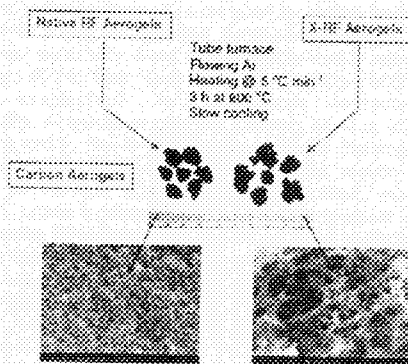 Native RF Aerogels
X-RF Aerogels
Tube furnace
Flowing Ar
Heating @ 5 °C min⁻¹
3 h at 800 °C
Slow cooling
Carbon Aerogels